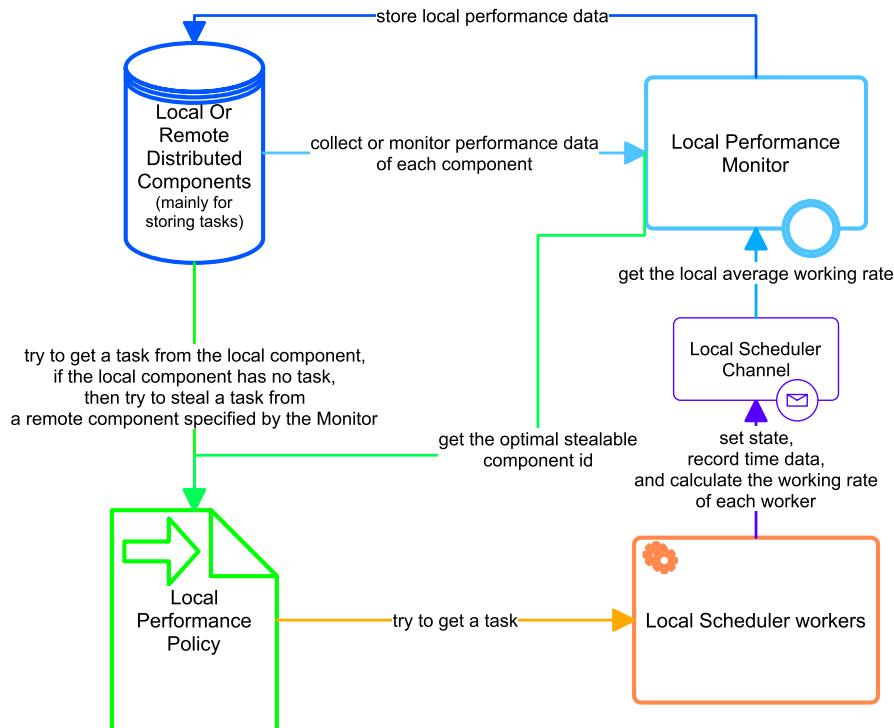 store local performance data
Local Or
Remote
Distributed
Components
(mainly for
storing tasks)
collect or monitor performance data
of each component
Local Performance
Monitor
get the local average working rate
Local Scheduler
Channel
try to get a task from the local component,
if the local component has no task,
then try to steal a task from
a remote component specified by the Monitor
get the optimal stealable
component id
set state,
record time data,
and calculate the working rate
of each worker
Local
Performance
Policy
try to get a task
Local Scheduler workers